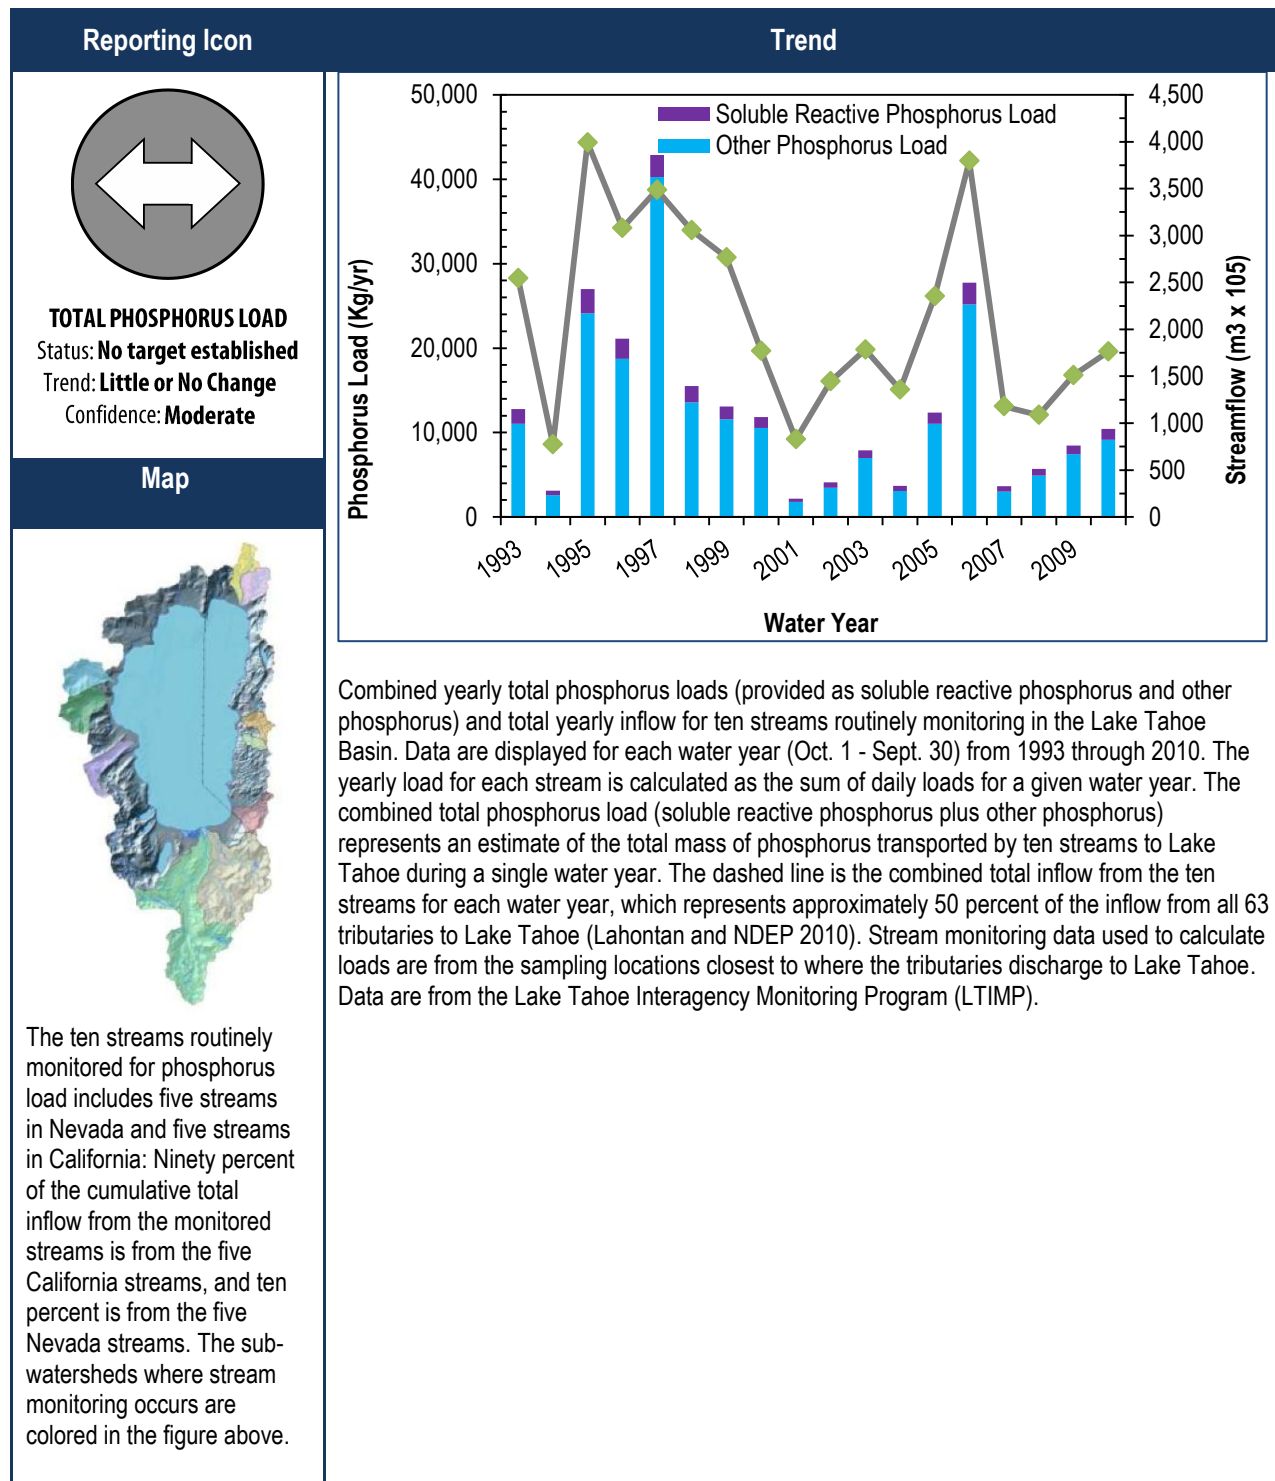 Reporting Icon
Trend
TOTAL PHOSPHORUS LOAD
Status: No target established
Trend: Little or No Change
Confidence: Moderate
Map
The ten streams routinely
monitored for phosphorus
load includes five streams
in Nevada and five streams
in California: Ninety percent
of the cumulative total
inflow from the monitored
streams is from the five
California streams, and ten
percent is from the five
Nevada streams. The sub-
watersheds where stream
monitoring occurs are
colored in the figure above.
Soluble Reactive Phosphorus Load
Other Phosphorus Load
Phosphorus Load (Kg/yr)
50,000
40,000
30,000
20,000
10,000
0
4,500
4,000
3,500
3,000
2,500
2,000
1,500
1,000
500
0
Streamflow (m3 x 105)
1993
1995
1997
1999
2001
2003
2005
2007
2009
Water Year
Combined yearly total phosphorus loads (provided as soluble reactive phosphorus and other
phosphorus) and total yearly inflow for ten streams routinely monitoring in the Lake Tahoe
Basin. Data are displayed for each water year (Oct. 1 - Sept. 30) from 1993 through 2010. The
yearly load for each stream is calculated as the sum of daily loads for a given water year. The
combined total phosphorus load (soluble reactive phosphorus plus other phosphorus)
represents an estimate of the total mass of phosphorus transported by ten streams to Lake
Tahoe during a single water year. The dashed line is the combined total inflow from the ten
streams for each water year, which represents approximately 50 percent of the inflow from all 63
tributaries to Lake Tahoe (Lahontan and NDEP 2010). Stream monitoring data used to calculate
loads are from the sampling locations closest to where the tributaries discharge to Lake Tahoe.
Data are from the Lake Tahoe Interagency Monitoring Program (LTIMP).